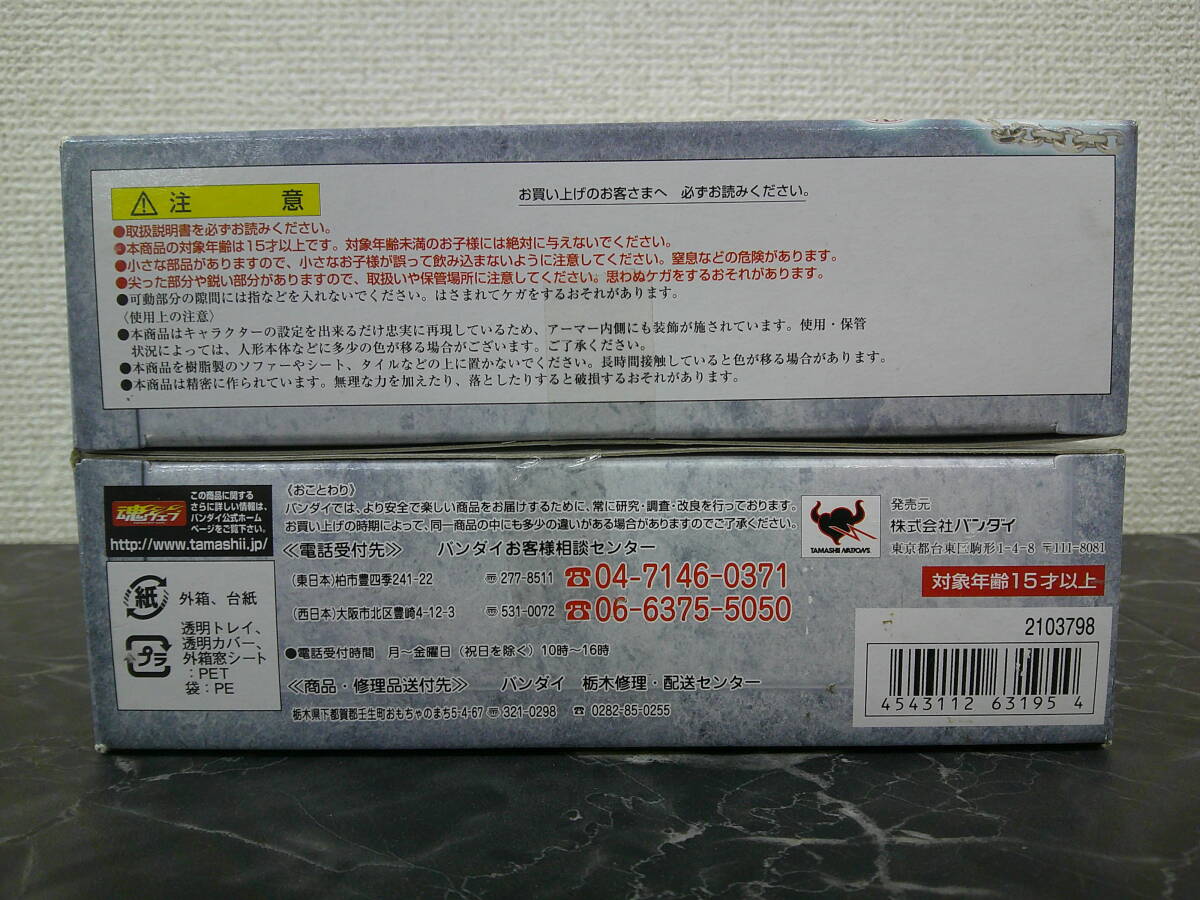 注意
お買い上げのお客さまへ 必ずお読みください。
●取扱説明書を必ずお読みください。
●本商品の対象年齢は15才以上です。対象年齢未満のお子様には絶対に与えないでください。
●小さな部品がありますので、小さなお子様が誤って飲み込まないように注意してください。窒息などの危険があります。
●尖った部分や鋭い部分がありますので、取扱いや保管場所に注意してください。思わぬケガをするおそれがあります。
●可動部分の隙間には指などを入れないでください。はさまれてケガをするおそれがあります。
〈使用上の注意〉
●本商品はキャラクターの設定を出来るだけ忠実に再現しているため、アーマー内側にも装飾が施されています。使用・保管
状況によっては、人形本体などに多少の色が移る場合がございます。ご了承ください。
●本商品を樹脂製のソファーやシート、タイルなどの上に置かないでください。長時間接触していると色が移る場合があります。
●本商品は精密に作られています。無理な力を加えたり、落としたりすると破損するおそれがあります。
魂ウェブ
この商品に関する
さらに詳しい情報は、
バンダイ公式ホーム
ページをご覧下さい。
http://www.tamashii.jp/
紙
外箱、台紙
プラ
透明トレイ、
透明カバー、
外箱窓シート
：PET
袋：PE
〈おことわり〉
バンダイでは、より安全で楽しい商品をお届けするために、常に研究・調査・改良を行っております。
お買い上げの時期によって、同一商品の中にも多少の違いがある場合がありますのでご了承ください。
≪電話受付先≫ バンダイお客様相談センター
(東日本)柏市豊四季241-22 〠277-8511 ☎04-7146-0371
(西日本)大阪市北区豊崎4-12-3 〠531-0072 ☎06-6375-5050
●電話受付時間 月〜金曜日(祝日を除く)10時〜16時
≪商品・修理品送付先≫ バンダイ 栃木修理・配送センター
栃木県下都賀郡壬生町おもちゃのまち5-4-67 〠321-0298 ☎0282-85-0255
TAMASHII NATIONS
発売元
株式会社バンダイ
東京都台東区駒形1-4-8 〒111-8081
対象年齢15才以上
2103798
4543112 631954